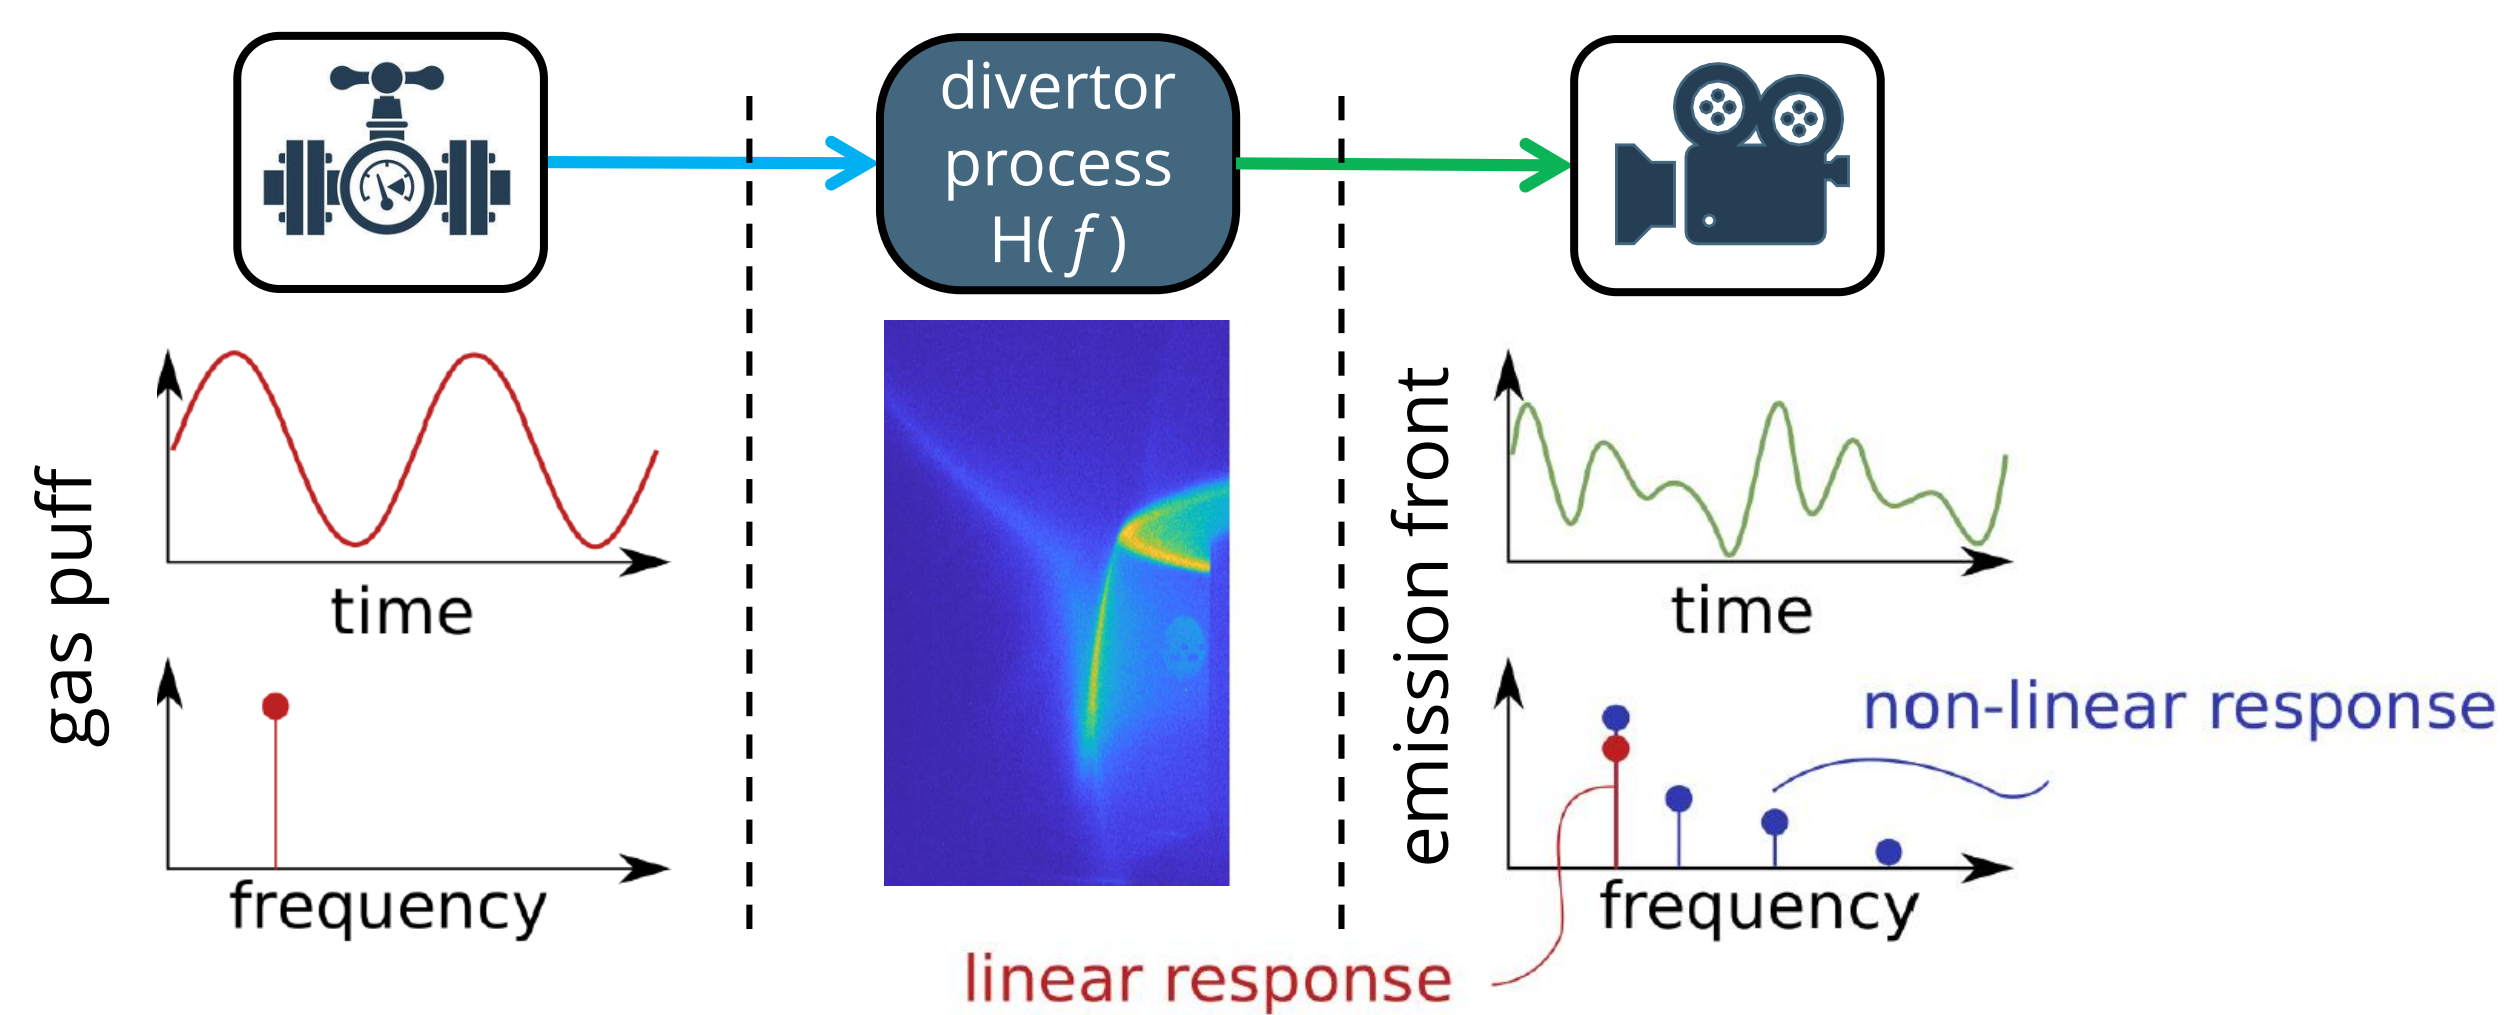 divertor
process
H( f )
gas puff
time
frequency
emission front
time
non-linear response
frequency
linear response